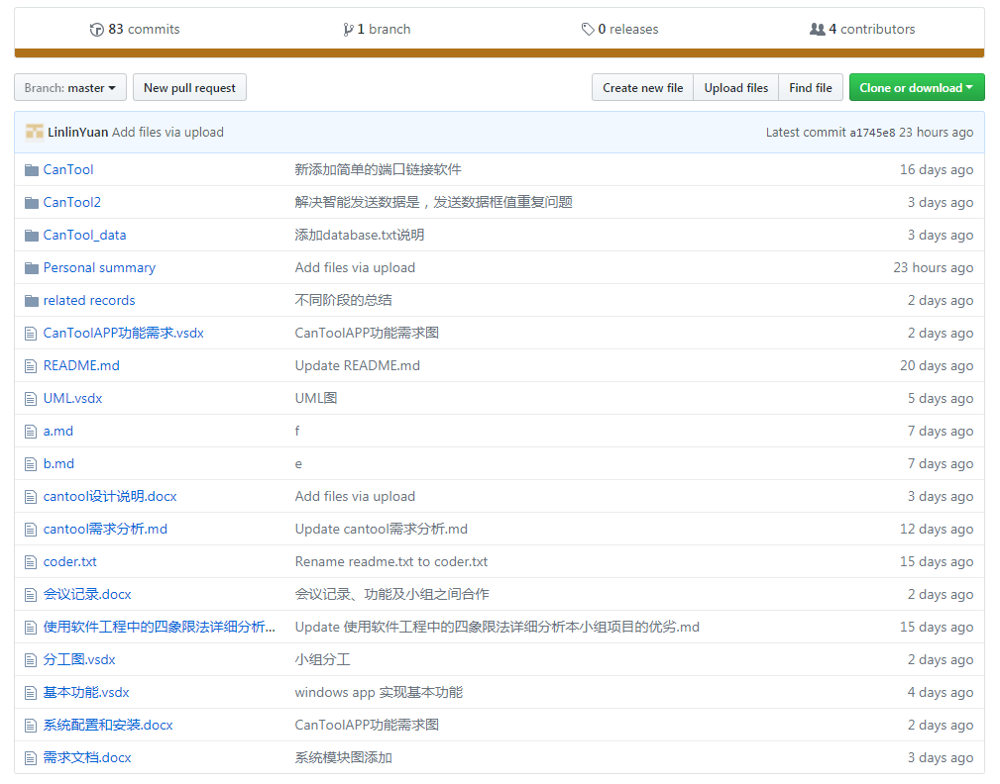 83 commits 1 branch 0 releases 4 contributors
Branch: master New pull request Create new file Upload files Find file Clone or download
LinlinYuan Add files via upload Latest commit a1745e8 23 hours ago
CanTool 新添加简单的端口链接软件 16 days ago
CanTool2 解决智能发送数据是，发送数据框值重复问题 3 days ago
CanTool_data 添加database.txt说明 3 days ago
Personal summary Add files via upload 23 hours ago
related records 不同阶段的总结 2 days ago
CanToolAPP功能需求.vsdx CanToolAPP功能需求图 2 days ago
README.md Update README.md 20 days ago
UML.vsdx UML图 5 days ago
a.md f 7 days ago
b.md e 7 days ago
cantool设计说明.docx Add files via upload 3 days ago
cantool需求分析.md Update cantool需求分析.md 12 days ago
coder.txt Rename readme.txt to coder.txt 15 days ago
会议记录.docx 会议记录、功能及小组之间合作 2 days ago
使用软件工程中的四象限法详细分析... Update 使用软件工程中的四象限法详细分析本小组项目的优劣.md 15 days ago
分工图.vsdx 小组分工 2 days ago
基本功能.vsdx windows app 实现基本功能 4 days ago
系统配置和安装.docx CanToolAPP功能需求图 2 days ago
需求文档.docx 系统模块图添加 3 days ago